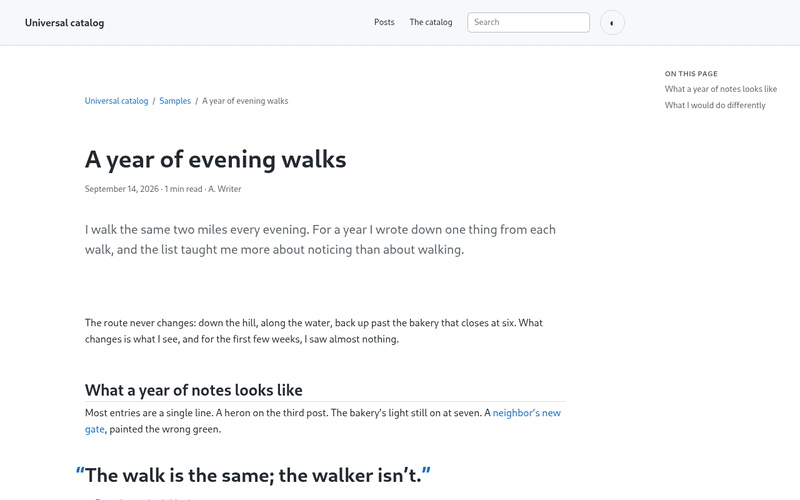 Universal catalog
Posts
The catalog
Search
ON THIS PAGE
What a year of notes looks like
What I would do differently
Universal catalog / Samples / A year of evening walks
A year of evening walks
September 14, 2026 · 1 min read · A. Writer
I walk the same two miles every evening. For a year I wrote down one thing from each
walk, and the list taught me more about noticing than about walking.
The route never changes: down the hill, along the water, back up past the bakery that closes at six. What
changes is what I see, and for the first few weeks, I saw almost nothing.
What a year of notes looks like
Most entries are a single line. A heron on the third post. The bakery’s light still on at seven. A neighbor’s new
gate, painted the wrong green.
“The walk is the same; the walker isn’t.”